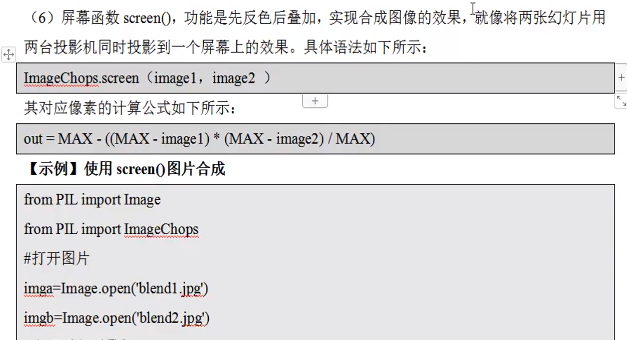 （6）屏幕函数 screen()，功能是先反色后叠加，实现合成图像的效果，就像将两张幻灯片用
两台投影机同时投影到一个屏幕上的效果。具体语法如下所示：
ImageChops.screen（image1，image2 ）
其对应像素的计算公式如下所示：
out = MAX - ((MAX - image1) * (MAX - image2) / MAX)
【示例】使用 screen()图片合成
from PIL import Image
from PIL import ImageChops
#打开图片
imga=Image.open('blend1.jpg')
imgb=Image.open('blend2.jpg')